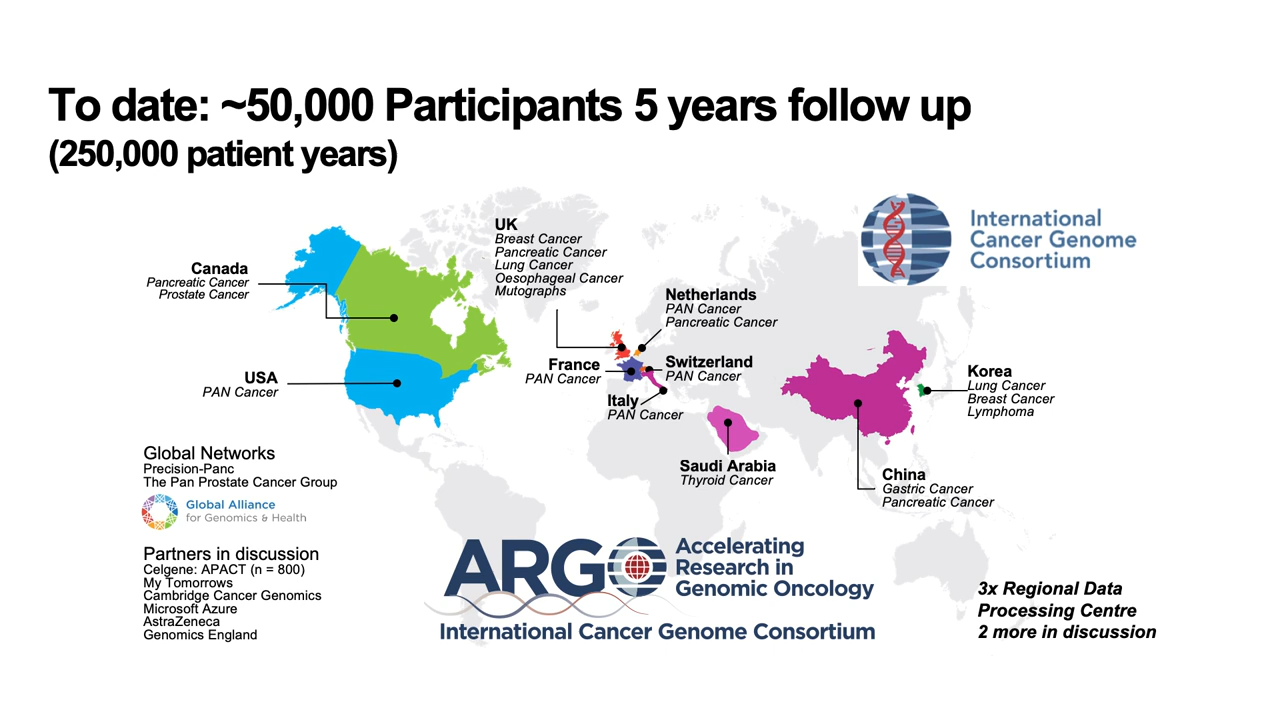 To date: ~50,000 Participants 5 years follow up
(250,000 patient years)
International
Cancer Genome
Consortium
UK
Breast Cancer
Pancreatic Cancer
Lung Cancer
Oesophageal Cancer
Mutographs
Canada
Pancreatic Cancer
Prostate Cancer
Netherlands
PAN Cancer
Pancreatic Cancer
France
PAN Cancer
Switzerland
PAN Cancer
USA
PAN Cancer
Italy
PAN Cancer
Korea
Lung Cancer
Breast Cancer
Lymphoma
Saudi Arabia
Thyroid Cancer
China
Gastric Cancer
Pancreatic Cancer
Global Networks
Precision-Panc
The Pan Prostate Cancer Group
Global Alliance
for Genomics & Health
Partners in discussion
Celgene: APACT (n = 800)
My Tomorrows
Cambridge Cancer Genomics
Microsoft Azure
AstraZeneca
Genomics England
ARGO
Accelerating
Research in
Genomic Oncology
International Cancer Genome Consortium
3x Regional Data
Processing Centre
2 more in discussion